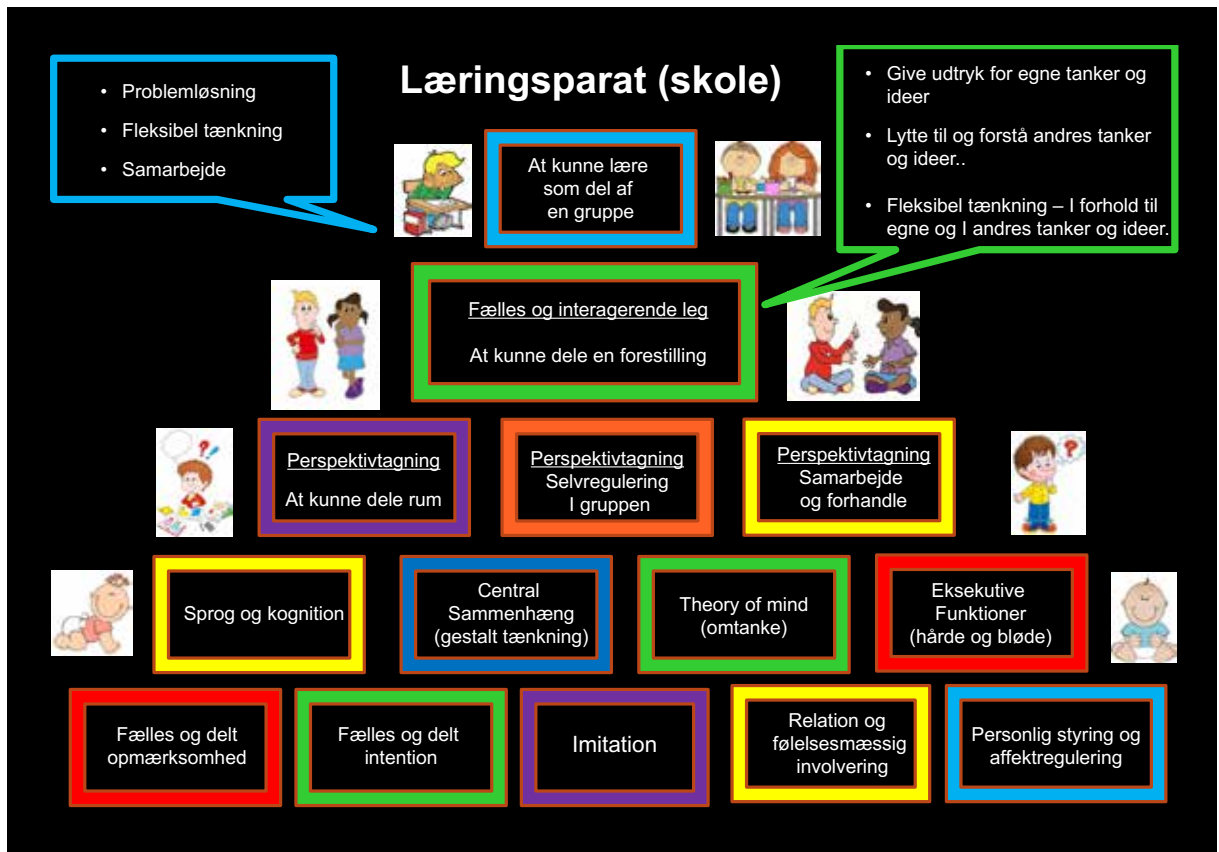 Læringsparat (skole)
• Problemløsning
• Fleksibel tænkning
• Samarbejde
• Give udtryk for egne tanker og
ideer
• Lytte til og forstå andres tanker
og ideer..
• Fleksibel tænkning – I forhold til
egne og I andres tanker og ideer.
At kunne lære
som del af
en gruppe
Fælles og interagerende leg
At kunne dele en forestilling
Perspektivtagning
At kunne dele rum
Perspektivtagning
Selvregulering
I gruppen
Perspektivtagning
Samarbejde
og forhandle
Sprog og kognition
Central
Sammenhæng
(gestalt tænkning)
Theory of mind
(omtanke)
Eksekutive
Funktioner
(hårde og bløde)
Fælles og delt
opmærksomhed
Fælles og delt
intention
Imitation
Relation og
følelsesmæssig
involvering
Personlig styring og
affektregulering